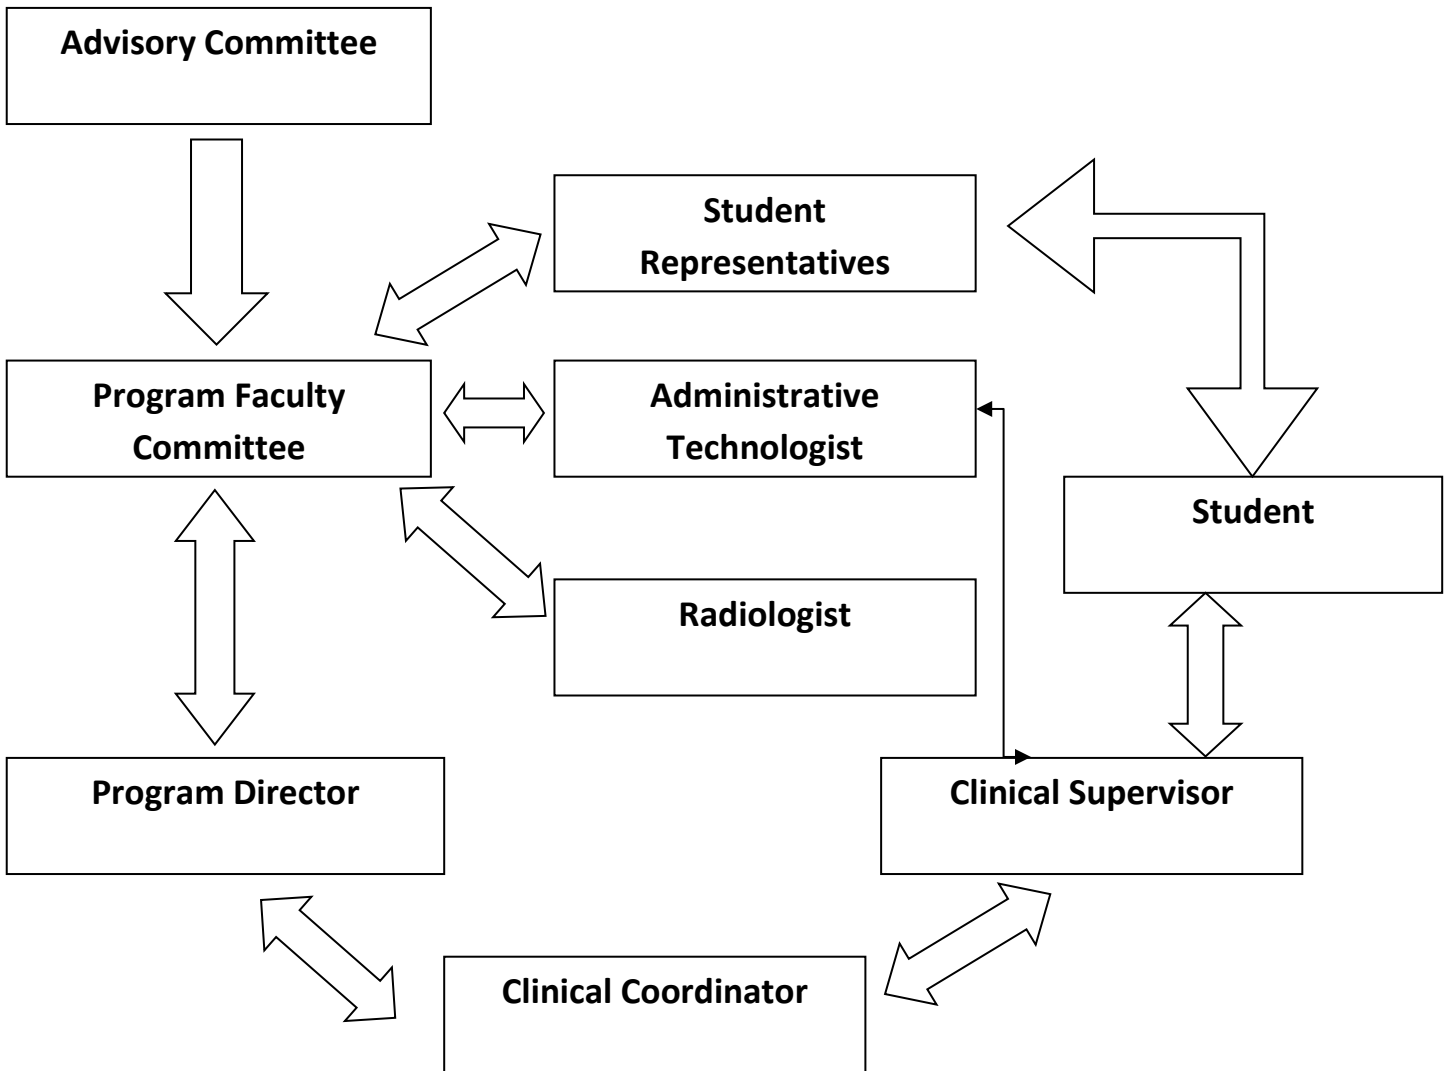 Advisory Committee
Student
Representatives
Program Faculty
Committee
Administrative
Technologist
Student
Radiologist
Program Director
Clinical Supervisor
Clinical Coordinator